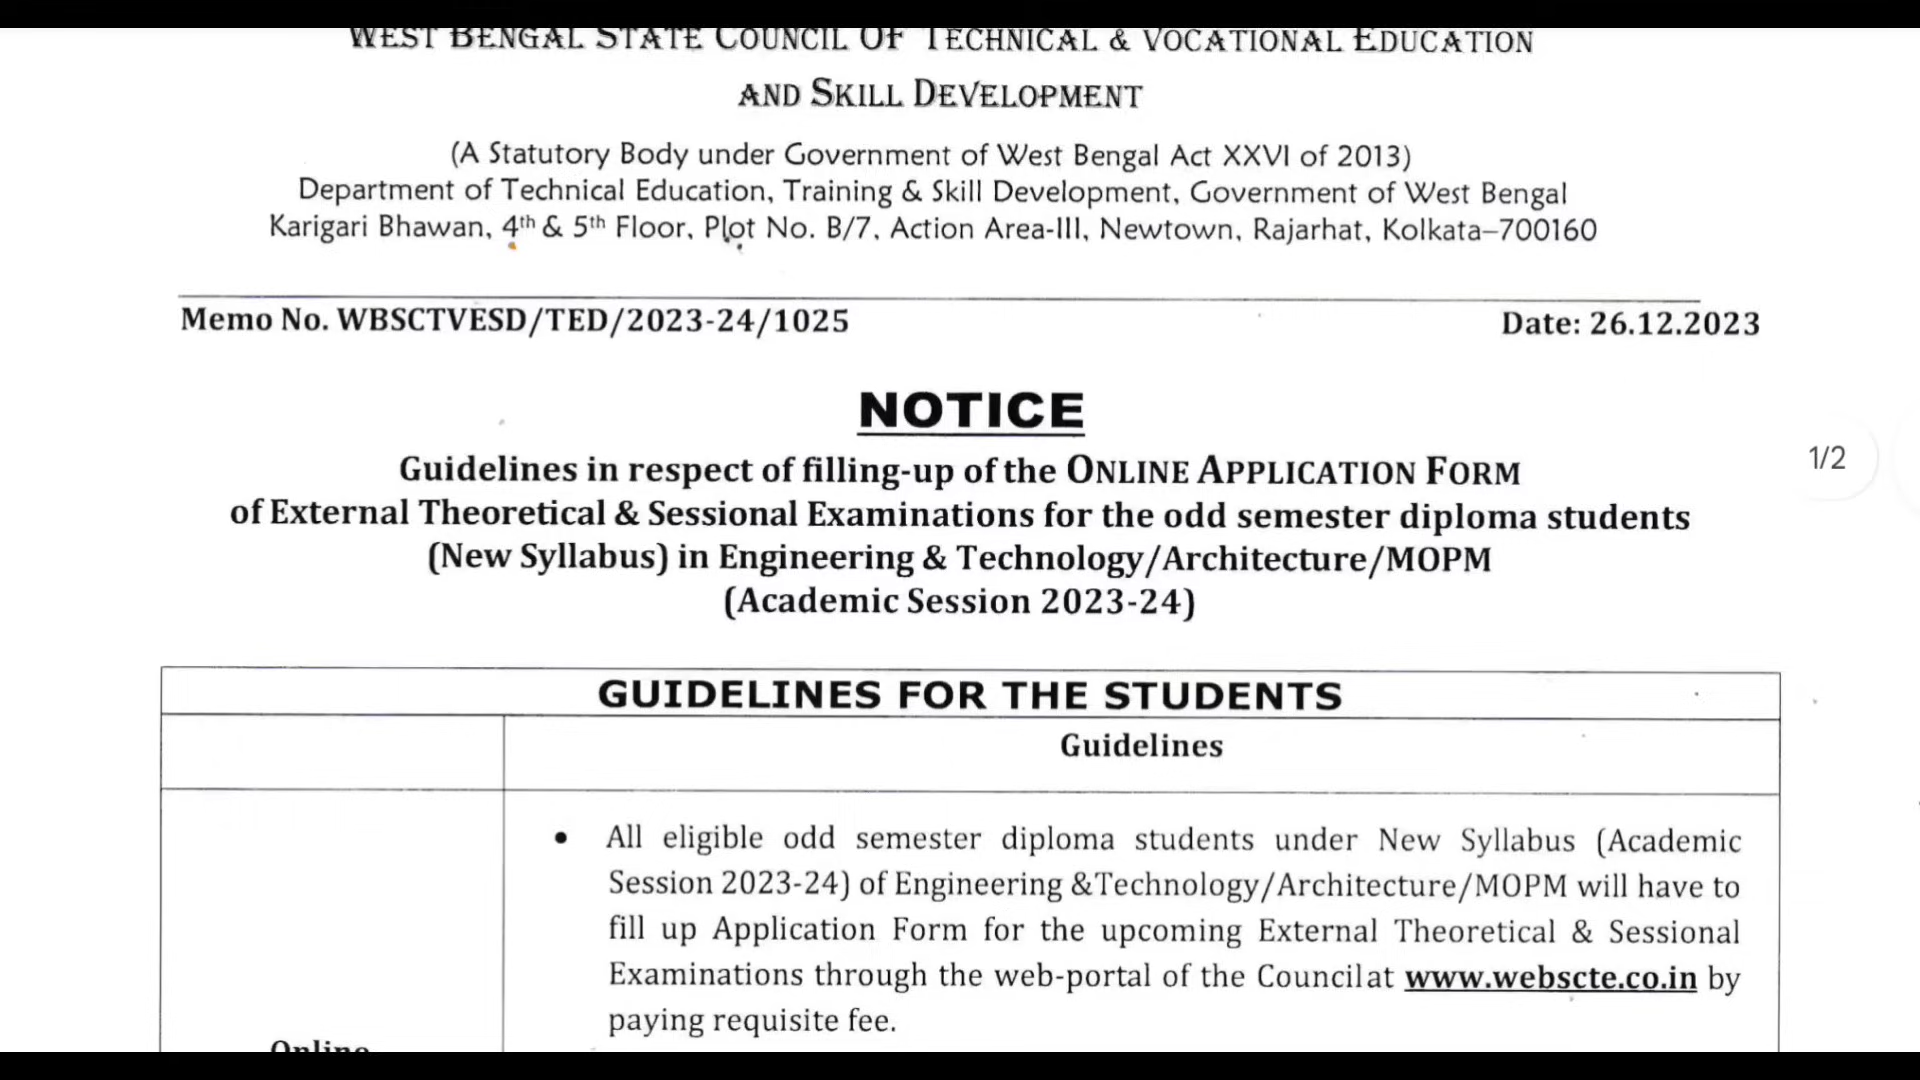 WEST BENGAL STATE COUNCIL OF TECHNICAL & VOCATIONAL EDUCATION
AND SKILL DEVELOPMENT
(A Statutory Body under Government of West Bengal Act XXVI of 2013)
Department of Technical Education, Training & Skill Development, Government of West Bengal
Karigari Bhawan, 4th & 5th Floor, Plot No. B/7, Action Area-III, Newtown, Rajarhat, Kolkata–700160
Memo No. WBSCTVESD/TED/2023-24/1025 Date: 26.12.2023
NOTICE
Guidelines in respect of filling-up of the ONLINE APPLICATION FORM
of External Theoretical & Sessional Examinations for the odd semester diploma students
(New Syllabus) in Engineering & Technology/Architecture/MOPM
(Academic Session 2023-24)
1/2
GUIDELINES FOR THE STUDENTS
Guidelines
• All eligible odd semester diploma students under New Syllabus (Academic
Session 2023-24) of Engineering &Technology/Architecture/MOPM will have to
fill up Application Form for the upcoming External Theoretical & Sessional
Examinations through the web-portal of the Councilat www.webscte.co.in by
paying requisite fee.
Online